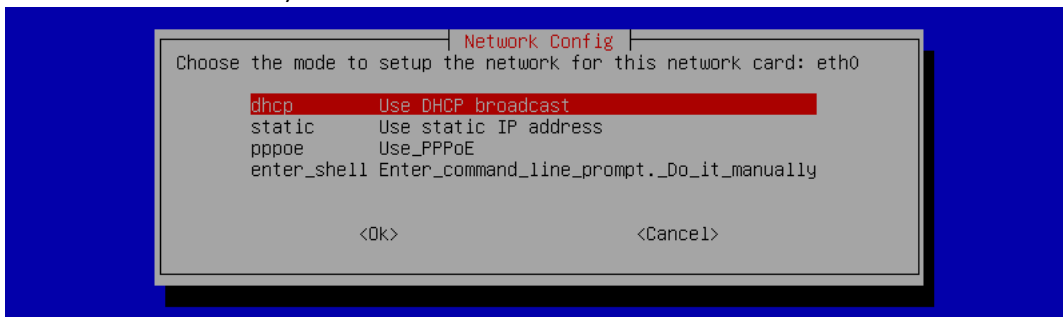 Network Config
Choose the mode to setup the network for this network card: eth0
dhcp Use DHCP broadcast
static Use static IP address
pppoe Use_PPPoE
enter_shell Enter_command_line_prompt._Do_it_manually
<Ok> <Cancel>